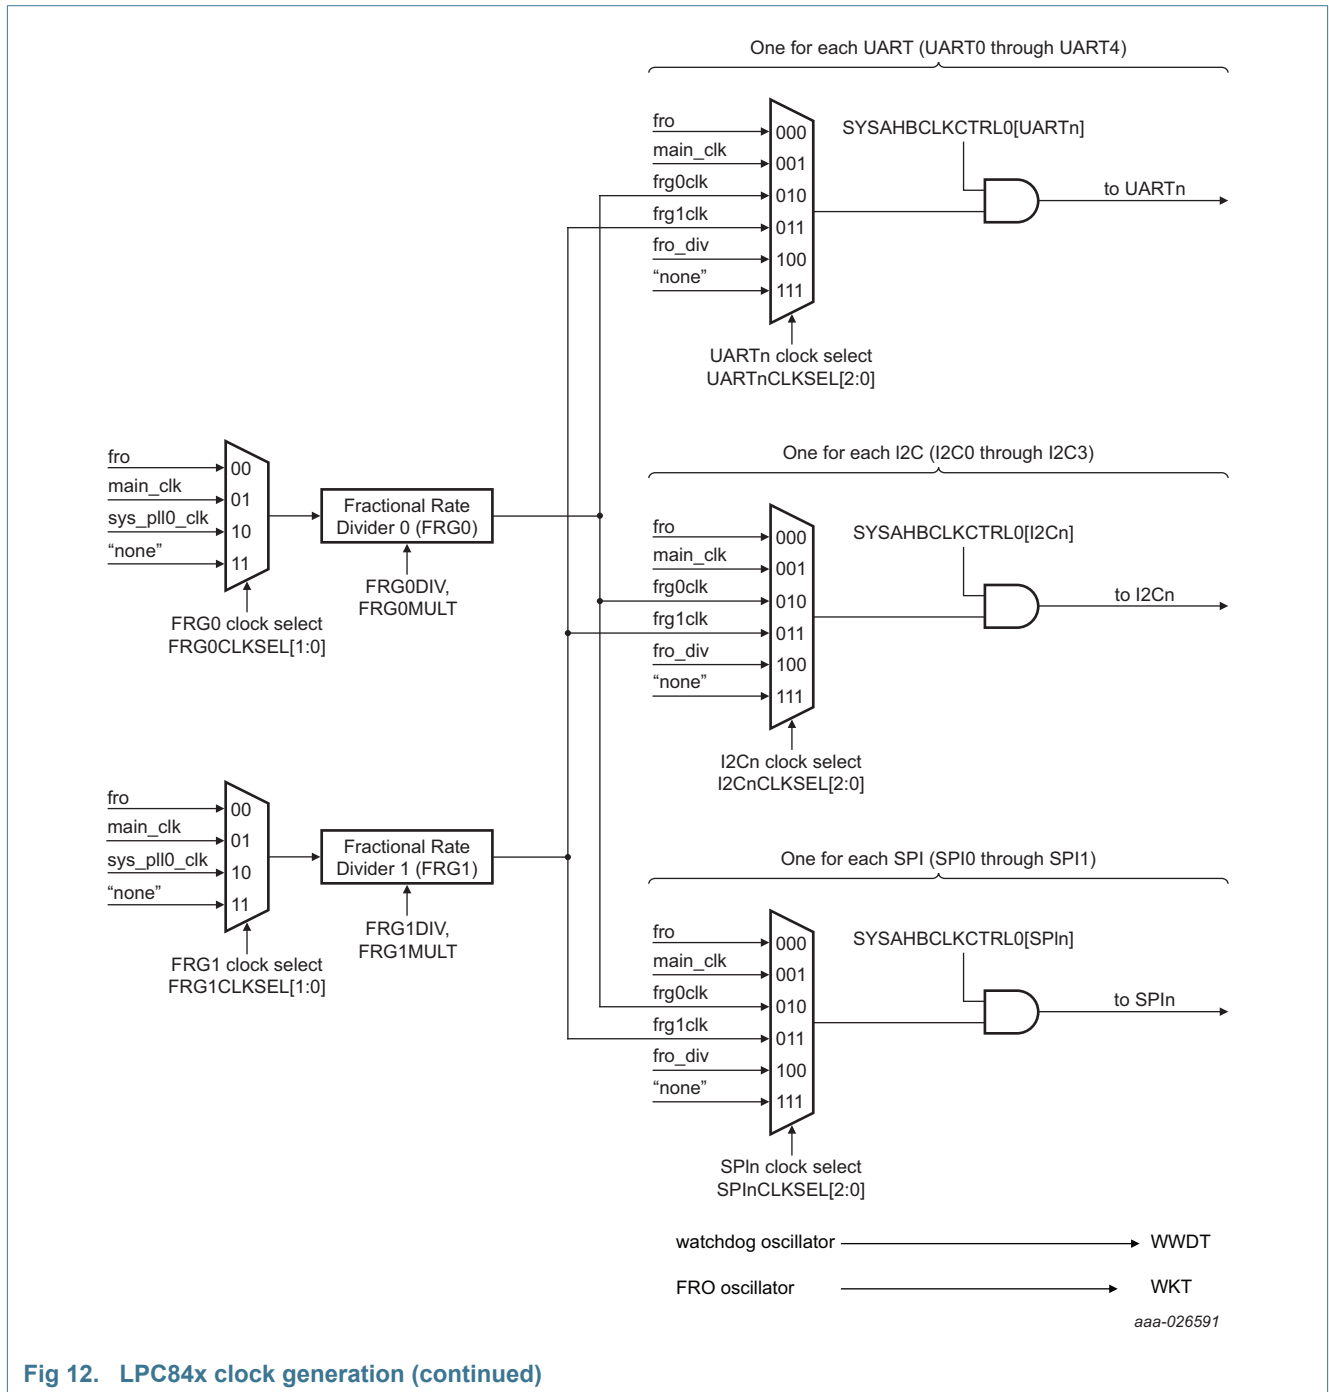 One for each UART (UART0 through UART4)
fro
000
SYSAHBCLKCTRL0[UARTn]
main_clk
001
frg0clk
010
to UARTn
frg1clk
011
fro_div
100
“none”
111
UARTn clock select
UARTnCLKSEL[2:0]
fro
00
main_clk
01
sys_pll0_clk
10
“none”
11
Fractional Rate
Divider 0 (FRG0)
FRG0DIV,
FRG0MULT
FRG0 clock select
FRG0CLKSEL[1:0]
One for each I2C (I2C0 through I2C3)
fro
000
SYSAHBCLKCTRL0[I2Cn]
main_clk
001
frg0clk
010
to I2Cn
frg1clk
011
fro_div
100
“none”
111
I2Cn clock select
I2CnCLKSEL[2:0]
fro
00
main_clk
01
sys_pll0_clk
10
“none”
11
Fractional Rate
Divider 1 (FRG1)
FRG1DIV,
FRG1MULT
FRG1 clock select
FRG1CLKSEL[1:0]
One for each SPI (SPI0 through SPI1)
fro
000
SYSAHBCLKCTRL0[SPIn]
main_clk
001
frg0clk
010
to SPIn
frg1clk
011
fro_div
100
“none”
111
SPIn clock select
SPInCLKSEL[2:0]
watchdog oscillator
WWDT
FRO oscillator
WKT
aaa-026591
Fig 12. LPC84x clock generation (continued)